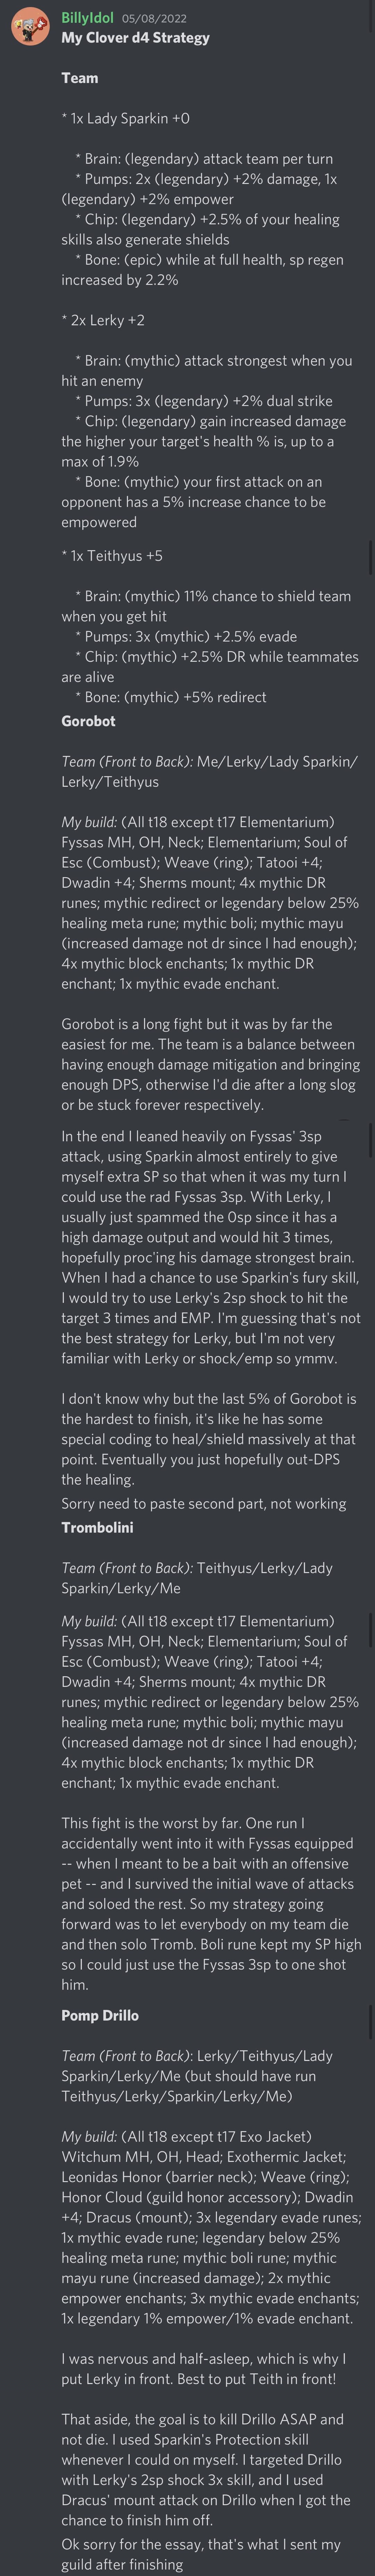 BillyIdol 05/08/2022
My Clover d4 Strategy
Team
* 1x Lady Sparkin +0
* Brain: (legendary) attack team per turn
* Pumps: 2x (legendary) +2% damage, 1x
(legendary) +2% empower
* Chip: (legendary) +2.5% of your healing
skills also generate shields
* Bone: (epic) while at full health, sp regen
increased by 2.2%
* 2x Lerky +2
* Brain: (mythic) attack strongest when you
hit an enemy
* Pumps: 3x (legendary) +2% dual strike
* Chip: (legendary) gain increased damage
the higher your target's health % is, up to a
max of 1.9%
* Bone: (mythic) your first attack on an
opponent has a 5% increase chance to be
empowered
* 1x Teithyus +5
* Brain: (mythic) 11% chance to shield team
when you get hit
* Pumps: 3x (mythic) +2.5% evade
* Chip: (mythic) +2.5% DR while teammates
are alive
* Bone: (mythic) +5% redirect
Gorobot
Team (Front to Back): Me/Lerky/Lady Sparkin/
Lerky/Teithyus
My build: (All t18 except t17 Elementarium)
Fyssas MH, OH, Neck; Elementarium; Soul of
Esc (Combust); Weave (ring); Tatooi +4;
Dwadin +4; Sherms mount; 4x mythic DR
runes; mythic redirect or legendary below 25%
healing meta rune; mythic boli; mythic mayu
(increased damage not dr since I had enough);
4x mythic block enchants; 1x mythic DR
enchant; 1x mythic evade enchant.
Gorobot is a long fight but it was by far the
easiest for me. The team is a balance between
having enough damage mitigation and bringing
enough DPS, otherwise I'd die after a long slog
or be stuck forever respectively.
In the end I leaned heavily on Fyssas' 3sp
attack, using Sparkin almost entirely to give
myself extra SP so that when it was my turn I
could use the rad Fyssas 3sp. With Lerky, I
usually just spammed the 0sp since it has a
high damage output and would hit 3 times,
hopefully proc'ing his damage strongest brain.
When I had a chance to use Sparkin's fury skill,
I would try to use Lerky's 2sp shock to hit the
target 3 times and EMP. I'm guessing that's not
the best strategy for Lerky, but I'm not very
familiar with Lerky or shock/emp so ymmv.
I don't know why but the last 5% of Gorobot is
the hardest to finish, it's like he has some
special coding to heal/shield massively at that
point. Eventually you just hopefully out-DPS
the healing.
Sorry need to paste second part, not working
Trombolini
Team (Front to Back): Teithyus/Lerky/Lady
Sparkin/Lerky/Me
My build: (All t18 except t17 Elementarium)
Fyssas MH, OH, Neck; Elementarium; Soul of
Esc (Combust); Weave (ring); Tatooi +4;
Dwadin +4; Sherms mount; 4x mythic DR
runes; mythic redirect or legendary below 25%
healing meta rune; mythic boli; mythic mayu
(increased damage not dr since I had enough);
4x mythic block enchants; 1x mythic DR
enchant; 1x mythic evade enchant.
This fight is the worst by far. One run I
accidentally went into it with Fyssas equipped
-- when I meant to be a bait with an offensive
pet -- and I survived the initial wave of attacks
and soloed the rest. So my strategy going
forward was to let everybody on my team die
and then solo Tromb. Boli rune kept my SP high
so I could just use the Fyssas 3sp to one shot
him.
Pomp Drillo
Team (Front to Back): Lerky/Teithyus/Lady
Sparkin/Lerky/Me (but should have run
Teithyus/Lerky/Sparkin/Lerky/Me)
My build: (All t18 except t17 Exo Jacket)
Witchum MH, OH, Head; Exothermic Jacket;
Leonidas Honor (barrier neck); Weave (ring);
Honor Cloud (guild honor accessory); Dwadin
+4; Dracus (mount); 3x legendary evade runes;
1x mythic evade rune; legendary below 25%
healing meta rune; mythic boli rune; mythic
mayu rune (increased damage); 2x mythic
empower enchants; 3x mythic evade enchants;
1x legendary 1% empower/1% evade enchant.
I was nervous and half-asleep, which is why I
put Lerky in front. Best to put Teith in front!
That aside, the goal is to kill Drillo ASAP and
not die. I used Sparkin's Protection skill
whenever I could on myself. I targeted Drillo
with Lerky's 2sp shock 3x skill, and I used
Dracus' mount attack on Drillo when I got the
chance to finish him off.
Ok sorry for the essay, that's what I sent my
guild after finishing